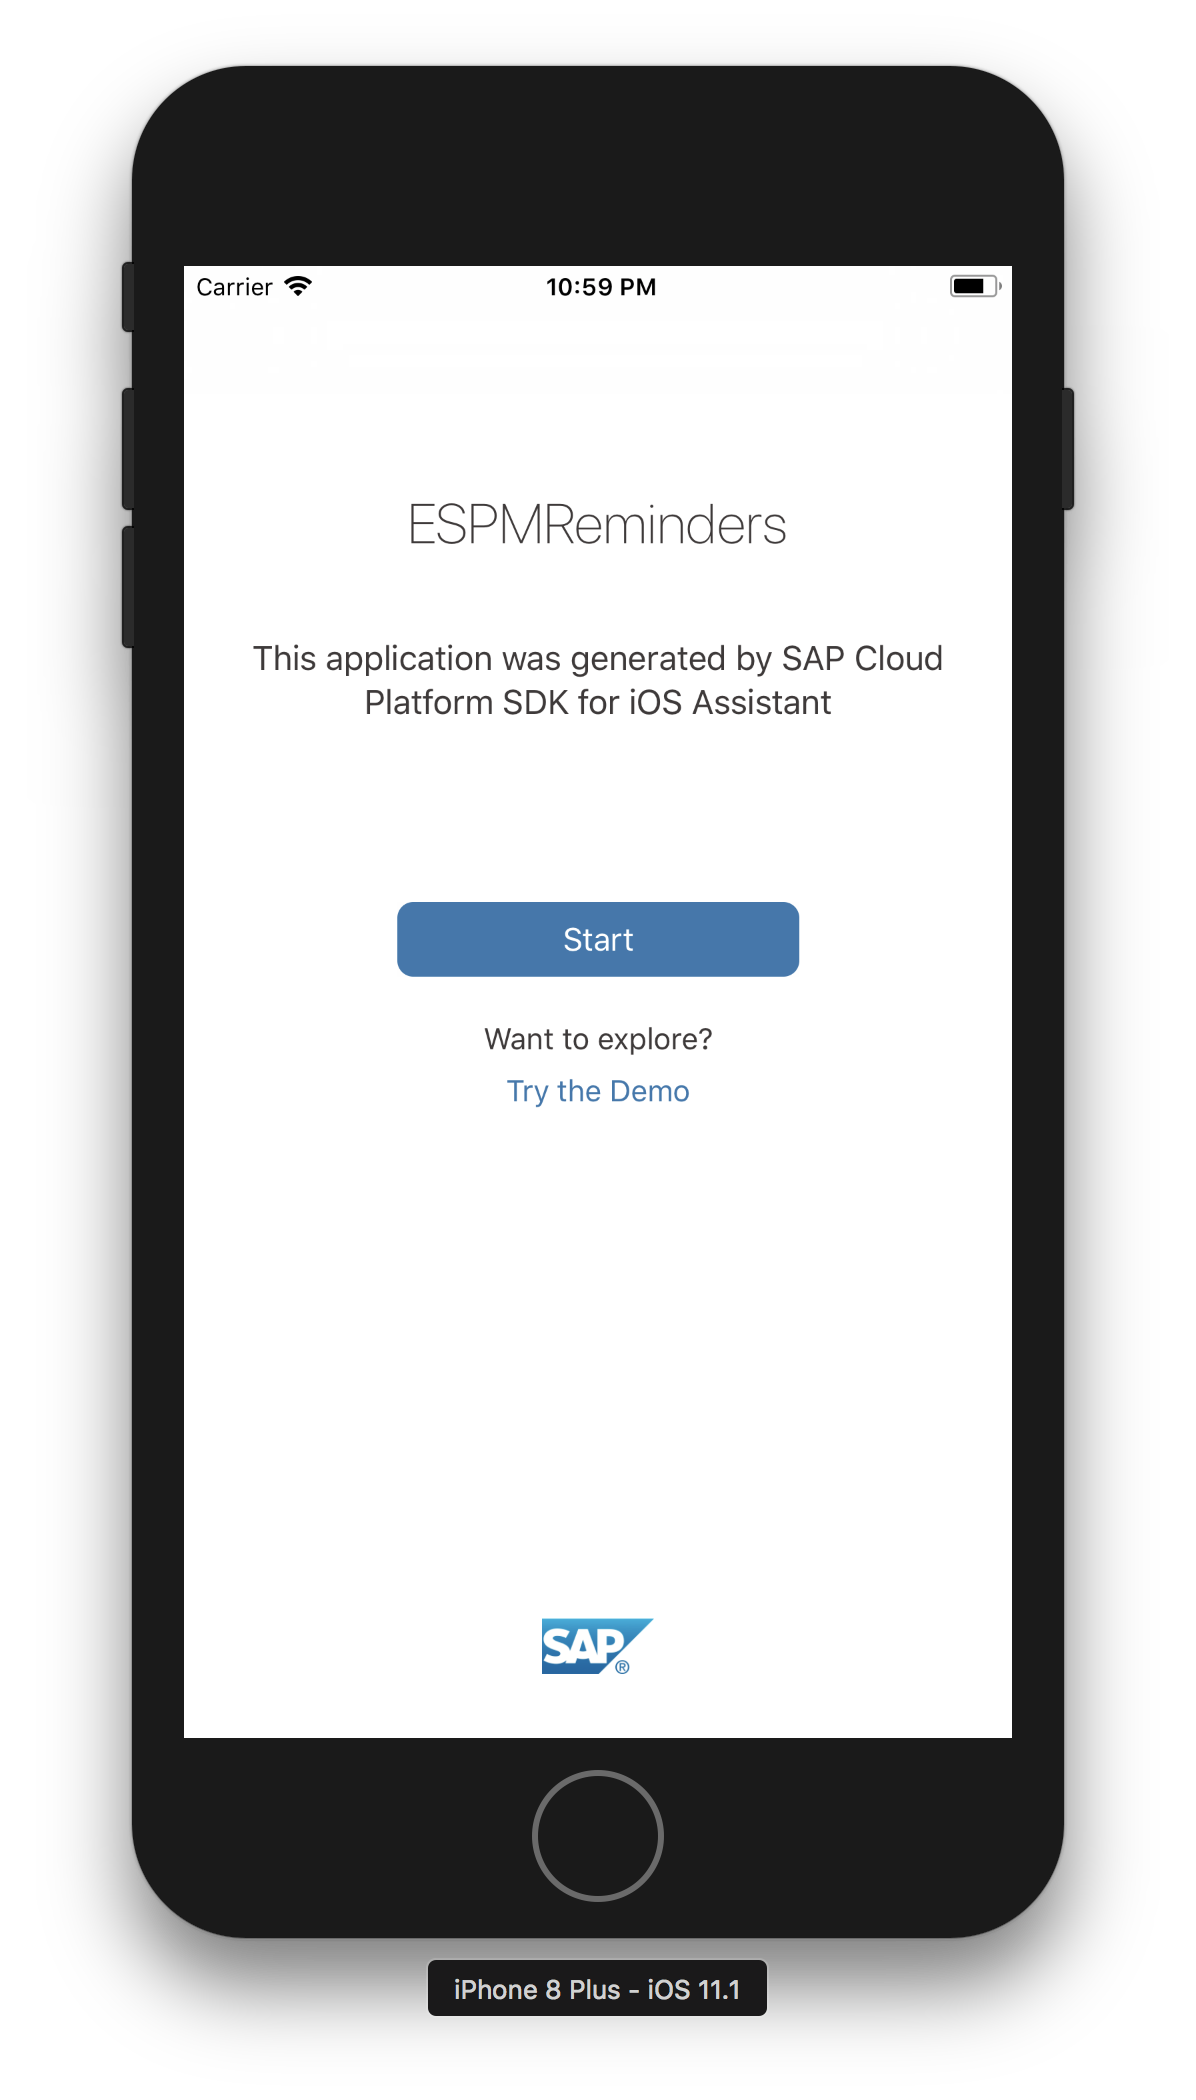 Carrier 10:59 PM
ESPMReminders
This application was generated by SAP Cloud
Platform SDK for iOS Assistant
Start
Want to explore?
Try the Demo
SAP®
iPhone 8 Plus - iOS 11.1